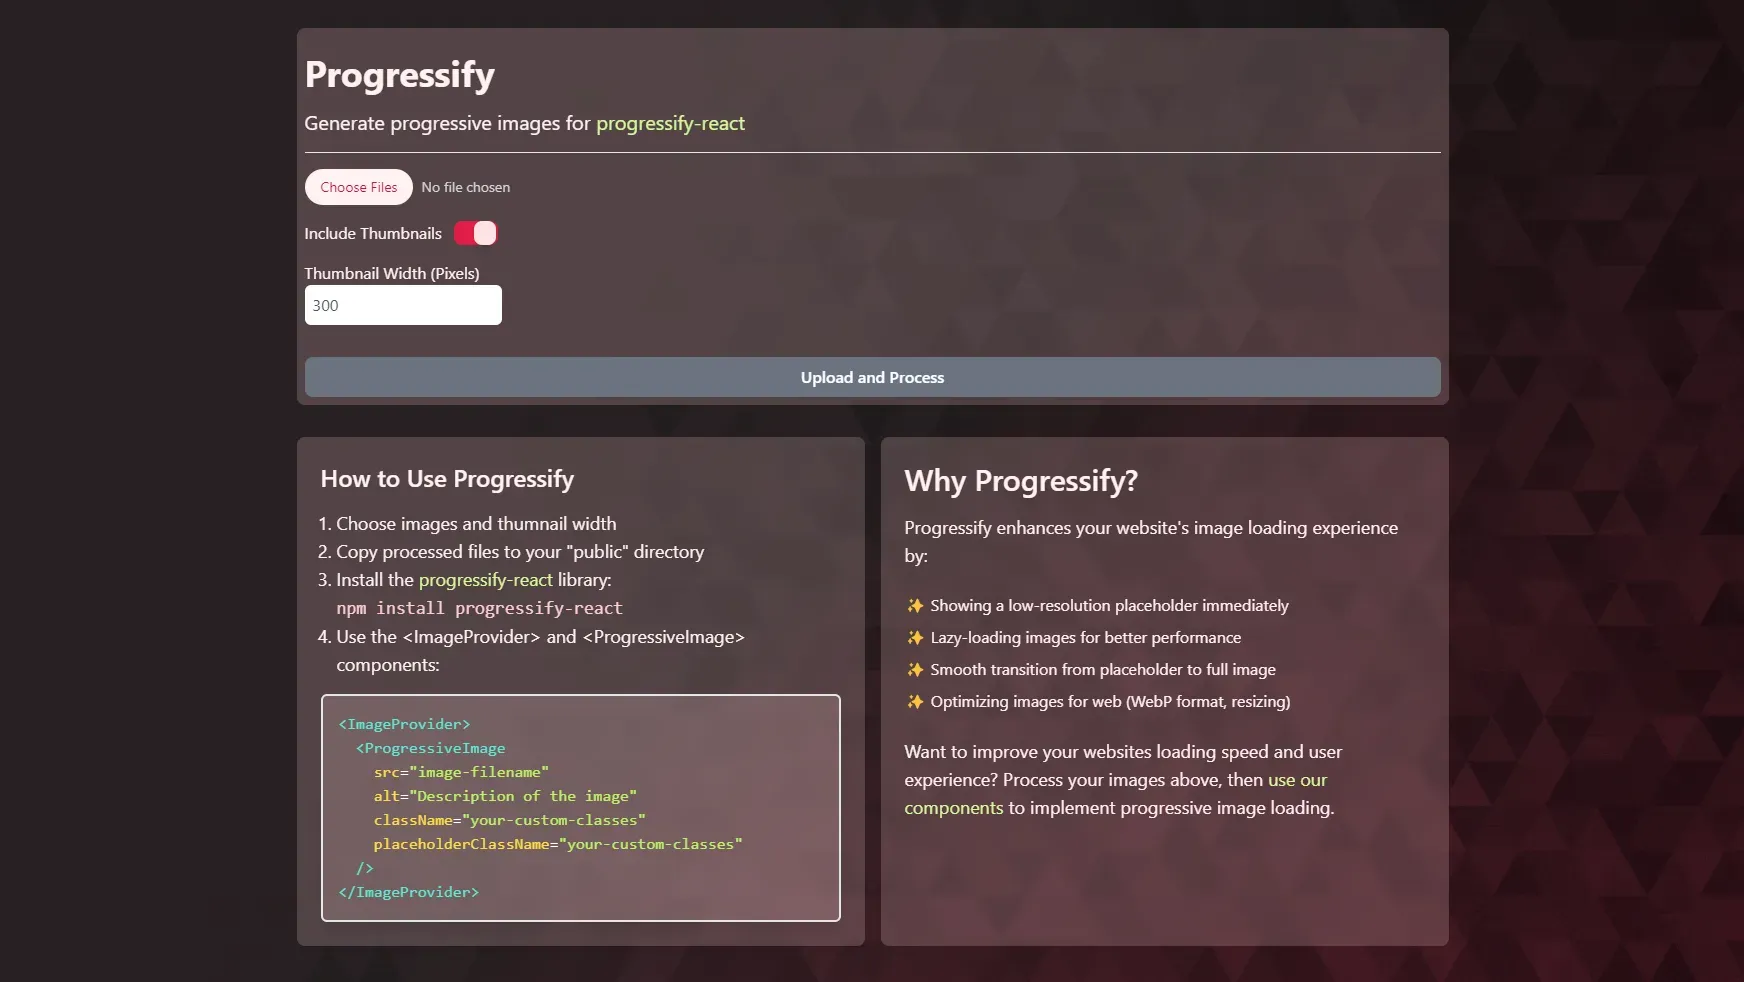 Progressify
Generate progressive images for progressify-react
Choose Files No file chosen
Include Thumbnails
Thumbnail Width (Pixels)
300
Upload and Process
How to Use Progressify
1. Choose images and thumnail width
2. Copy processed files to your "public" directory
3. Install the progressify-react library:
npm install progressify-react
4. Use the <ImageProvider> and <ProgressiveImage>
components:
<ImageProvider>
<ProgressiveImage
src="image-filename"
alt="Description of the image"
className="your-custom-classes"
placeholderClassName="your-custom-classes"
/>
</ImageProvider>
Why Progressify?
Progressify enhances your website's image loading experience
by:
✨ Showing a low-resolution placeholder immediately
✨ Lazy-loading images for better performance
✨ Smooth transition from placeholder to full image
✨ Optimizing images for web (WebP format, resizing)
Want to improve your websites loading speed and user
experience? Process your images above, then use our
components to implement progressive image loading.